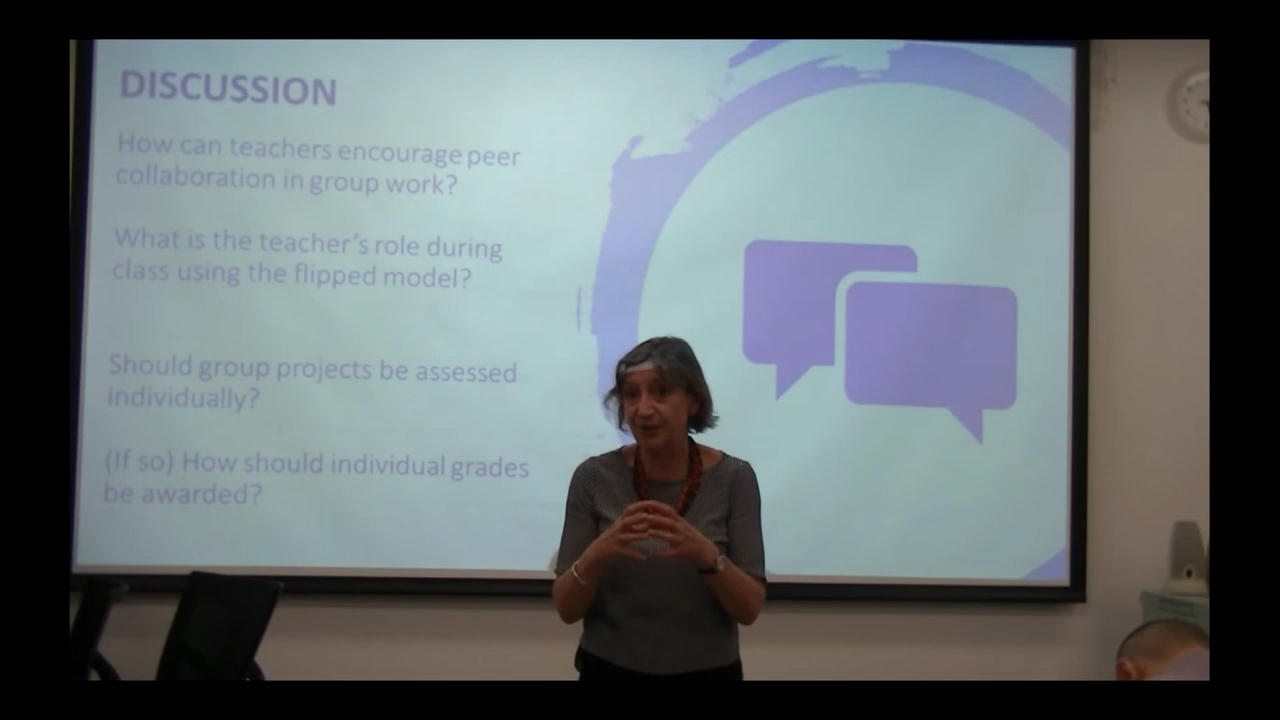 DISCUSSION
How can teachers encourage peer
collaboration in group work?
What is the teacher's role during
class using the flipped model?
Should group projects be assessed
individually?
(If so) How should individual grades
be awarded?